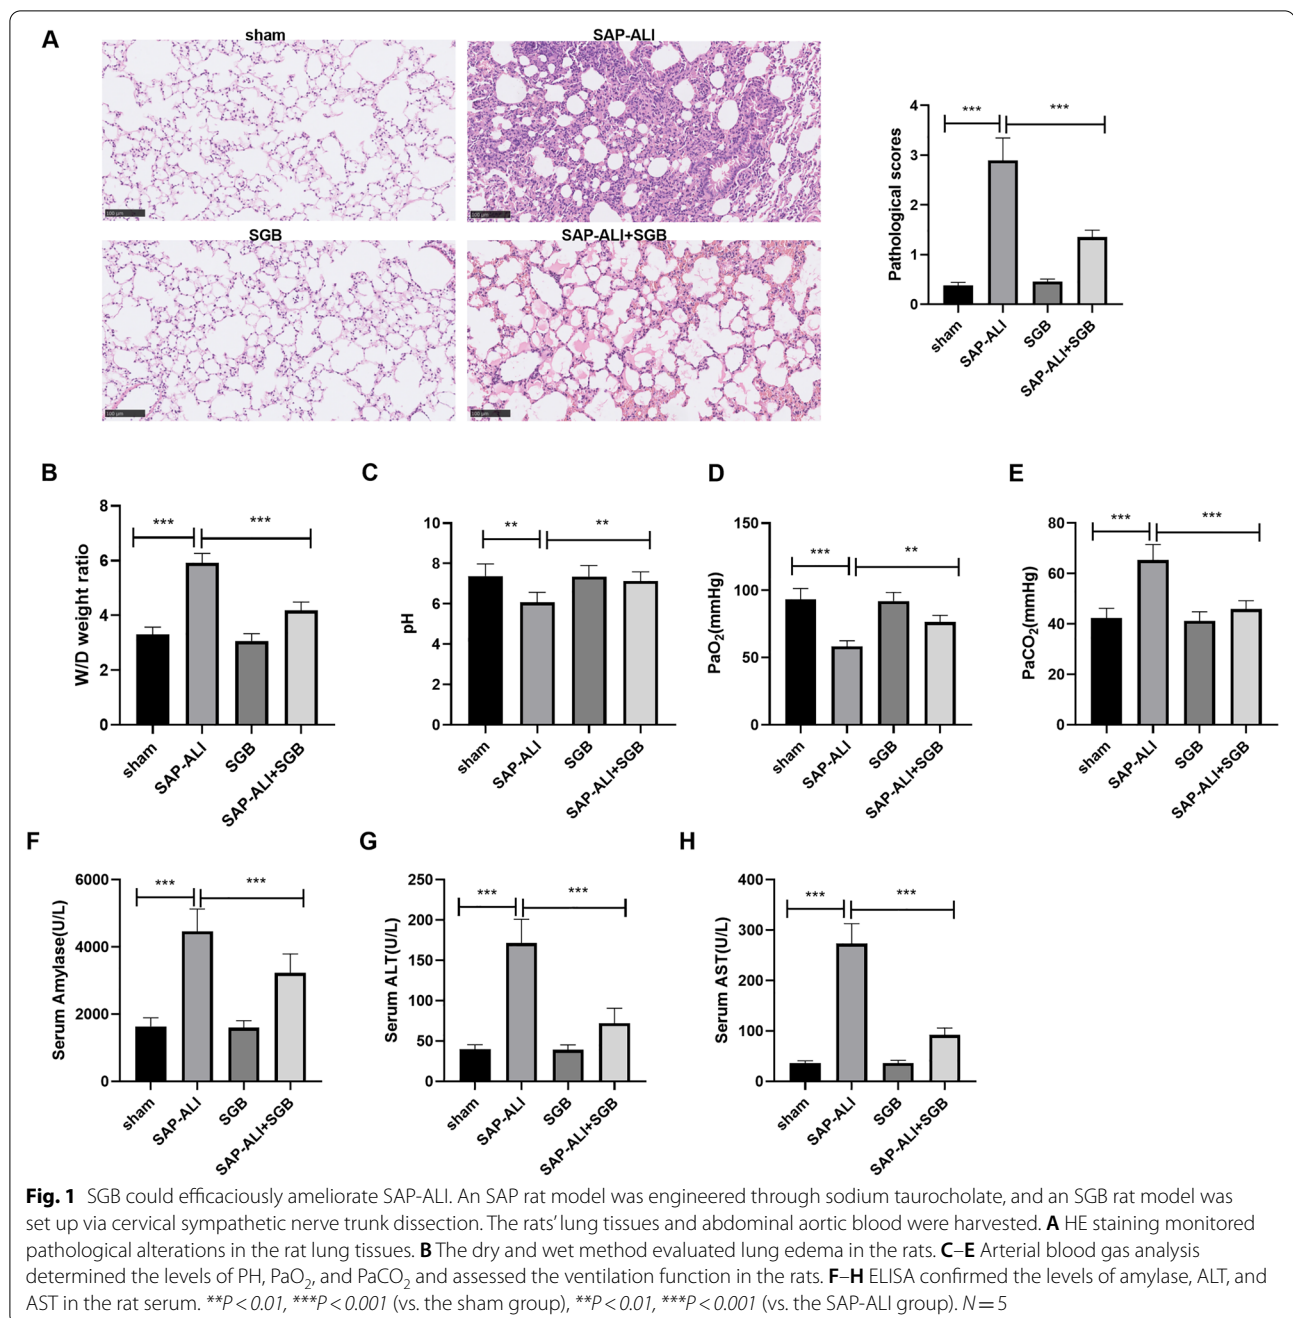 A
sham
SAP-ALI
100 μm
100 μm
SGB
SAP-ALI+SGB
100 μm
100 μm
Pathological scores
4
3
2
1
0
***
***
sham
SAP-ALI
SGB
SAP-ALI+SGB
B
W/D weight ratio
8
6
4
2
0
***
***
sham
SAP-ALI
SGB
SAP-ALI+SGB
C
pH
10
8
6
4
2
0
**
**
sham
SAP-ALI
SGB
SAP-ALI+SGB
D
PaO₂(mmHg)
150
100
50
0
***
**
sham
SAP-ALI
SGB
SAP-ALI+SGB
E
PaCO₂(mmHg)
80
60
40
20
0
***
***
sham
SAP-ALI
SGB
SAP-ALI+SGB
F
Serum Amylase(U/L)
6000
4000
2000
0
***
***
sham
SAP-ALI
SGB
SAP-ALI+SGB
G
Serum ALT(U/L)
250
200
150
100
50
0
***
***
sham
SAP-ALI
SGB
SAP-ALI+SGB
H
Serum AST(U/L)
400
300
200
100
0
***
***
sham
SAP-ALI
SGB
SAP-ALI+SGB
Fig. 1 SGB could efficaciously ameliorate SAP-ALI. An SAP rat model was engineered through sodium taurocholate, and an SGB rat model was
set up via cervical sympathetic nerve trunk dissection. The rats' lung tissues and abdominal aortic blood were harvested. A HE staining monitored
pathological alterations in the rat lung tissues. B The dry and wet method evaluated lung edema in the rats. C–E Arterial blood gas analysis
determined the levels of PH, PaO₂, and PaCO₂ and assessed the ventilation function in the rats. F–H ELISA confirmed the levels of amylase, ALT, and
AST in the rat serum. **P < 0.01, ***P < 0.001 (vs. the sham group), **P < 0.01, ***P < 0.001 (vs. the SAP-ALI group). N = 5